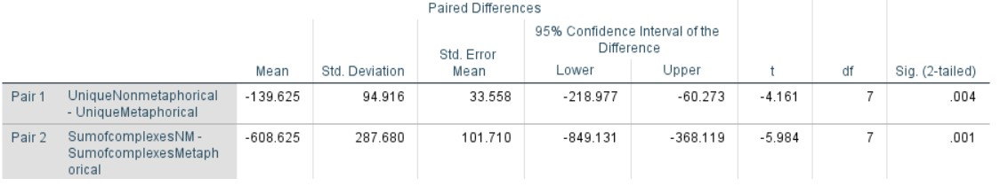 Paired Differences
95% Confidence Interval of the
Difference
Std. Error
Mean Std. Deviation Mean Lower Upper t df Sig. (2-tailed)
Pair 1 UniqueNonmetaphorical -139.625 94.916 33.558 -218.977 -60.273 -4.161 7 .004
- UniqueMetaphorical
Pair 2 SumofcomplexesNM - -608.625 287.680 101.710 -849.131 -368.119 -5.984 7 .001
SumofcomplexesMetaph
orical